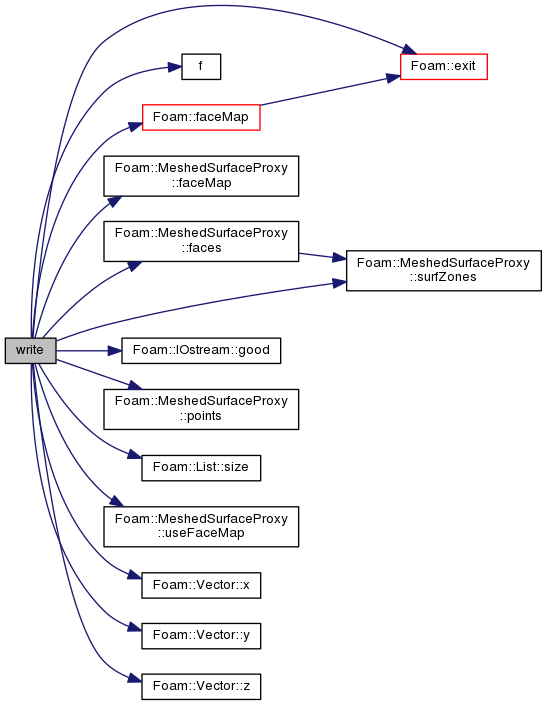 Foam::exit
f
Foam::faceMap
Foam::MeshedSurfaceProxy
::faceMap
Foam::MeshedSurfaceProxy
::faces
Foam::MeshedSurfaceProxy
::surfZones
write
Foam::IOstream::good
Foam::MeshedSurfaceProxy
::points
Foam::List::size
Foam::MeshedSurfaceProxy
::useFaceMap
Foam::Vector::x
Foam::Vector::y
Foam::Vector::z